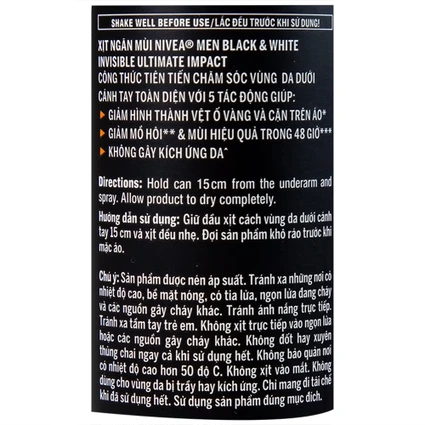 SHAKE WELL BEFORE USE/LẮC ĐỀU TRƯỚC KHI SỬ DỤNG!
XỊT NGĂN MÙI NIVEA® MEN BLACK & WHITE
INVISIBLE ULTIMATE IMPACT
CÔNG THỨC TIÊN TIẾN CHĂM SÓC VÙNG DA DƯỚI
CÁNH TAY TOÀN DIỆN VỚI 5 TÁC ĐỘNG GIÚP:
GIẢM HÌNH THÀNH VỆT Ố VÀNG VÀ CẶN TRÊN ÁO*
GIẢM MỒ HÔI** & MÙI HIỆU QUẢ TRONG 48 GIỜ***
KHÔNG GÂY KÍCH ỨNG DA^
Directions: Hold can 15cm from the underarm and
spray. Allow product to dry completely.
Hướng dẫn sử dụng: Giữ đầu xịt cách vùng da dưới cánh
tay 15 cm và xịt đều nhẹ. Đợi sản phẩm khô ráo trước khi
mặc áo.
Chú ý: Sản phẩm được nén áp suất. Tránh xa những nơi có
nhiệt độ cao, bề mặt nóng, có tia lửa, ngọn lửa đang cháy
và các nguồn gây cháy khác. Tránh ánh nắng trực tiếp.
Tránh xa tầm tay trẻ em. Không xịt trực tiếp vào ngọn lửa
hoặc các nguồn gây cháy khác. Không đốt hay xuyên
thủng chai ngay cả khi sử dụng hết. Không bảo quản nơi
có nhiệt độ cao hơn 50 độ C. Không xịt vào mắt. Không
dùng cho vùng da bị trầy hay kích ứng. Chỉ mang đi tái chế
khi đã sử dụng hết. Sử dụng sản phẩm đúng mục đích.